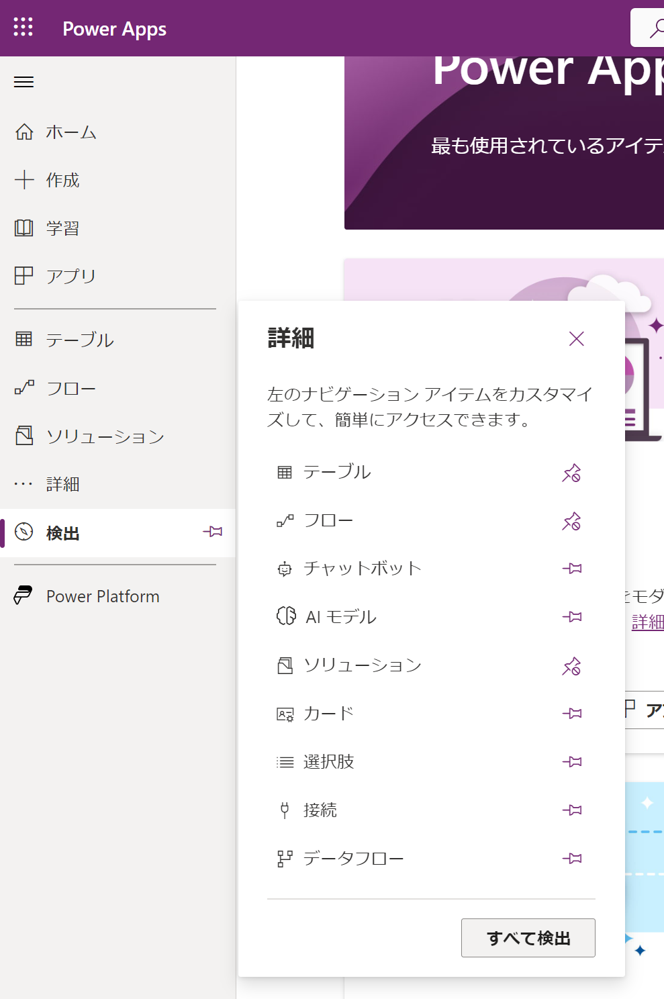 Power Apps
Power App
最も使用されているアイテ
ホーム
作成
学習
アプリ
テーブル
フロー
ソリューション
詳細
検出
Power Platform
詳細
左のナビゲーション アイテムをカスタマイ
ズして、簡単にアクセスできます。
テーブル
フロー
チャットボット
AI モデル
ソリューション
カード
選択肢
接続
データフロー
すべて検出
をモダ
詳細